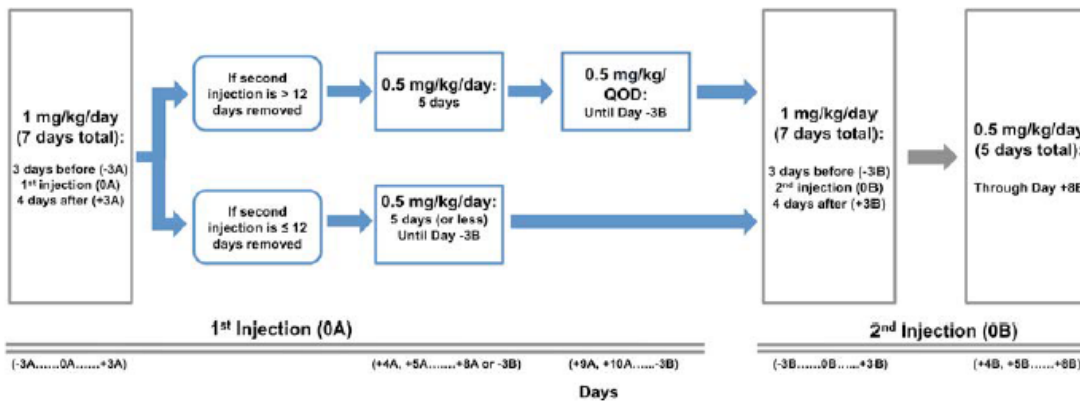 1 mg/kg/day
(7 days total):
3 days before (-3A)
1st injection (0A)
4 days after (+3A)
If second
injection is > 12
days removed
0.5 mg/kg/day:
5 days
0.5 mg/kg/
QOD:
Until Day -3B
If second
injection is ≤ 12
days removed
0.5 mg/kg/day:
5 days (or less)
Until Day -3B
1 mg/kg/day
(7 days total):
3 days before (-3B)
2nd injection (0B)
4 days after (+3B)
0.5 mg/kg/day
(5 days total):
Through Day +8B
1st Injection (0A)
2nd Injection (0B)
(-3A......0A......+3A)
(+4A, +5A.......+8A or -3B)
(+9A, +10A......-3B)
(-3B......0B......+3B)
(+4B, +5B......+8B)
Days